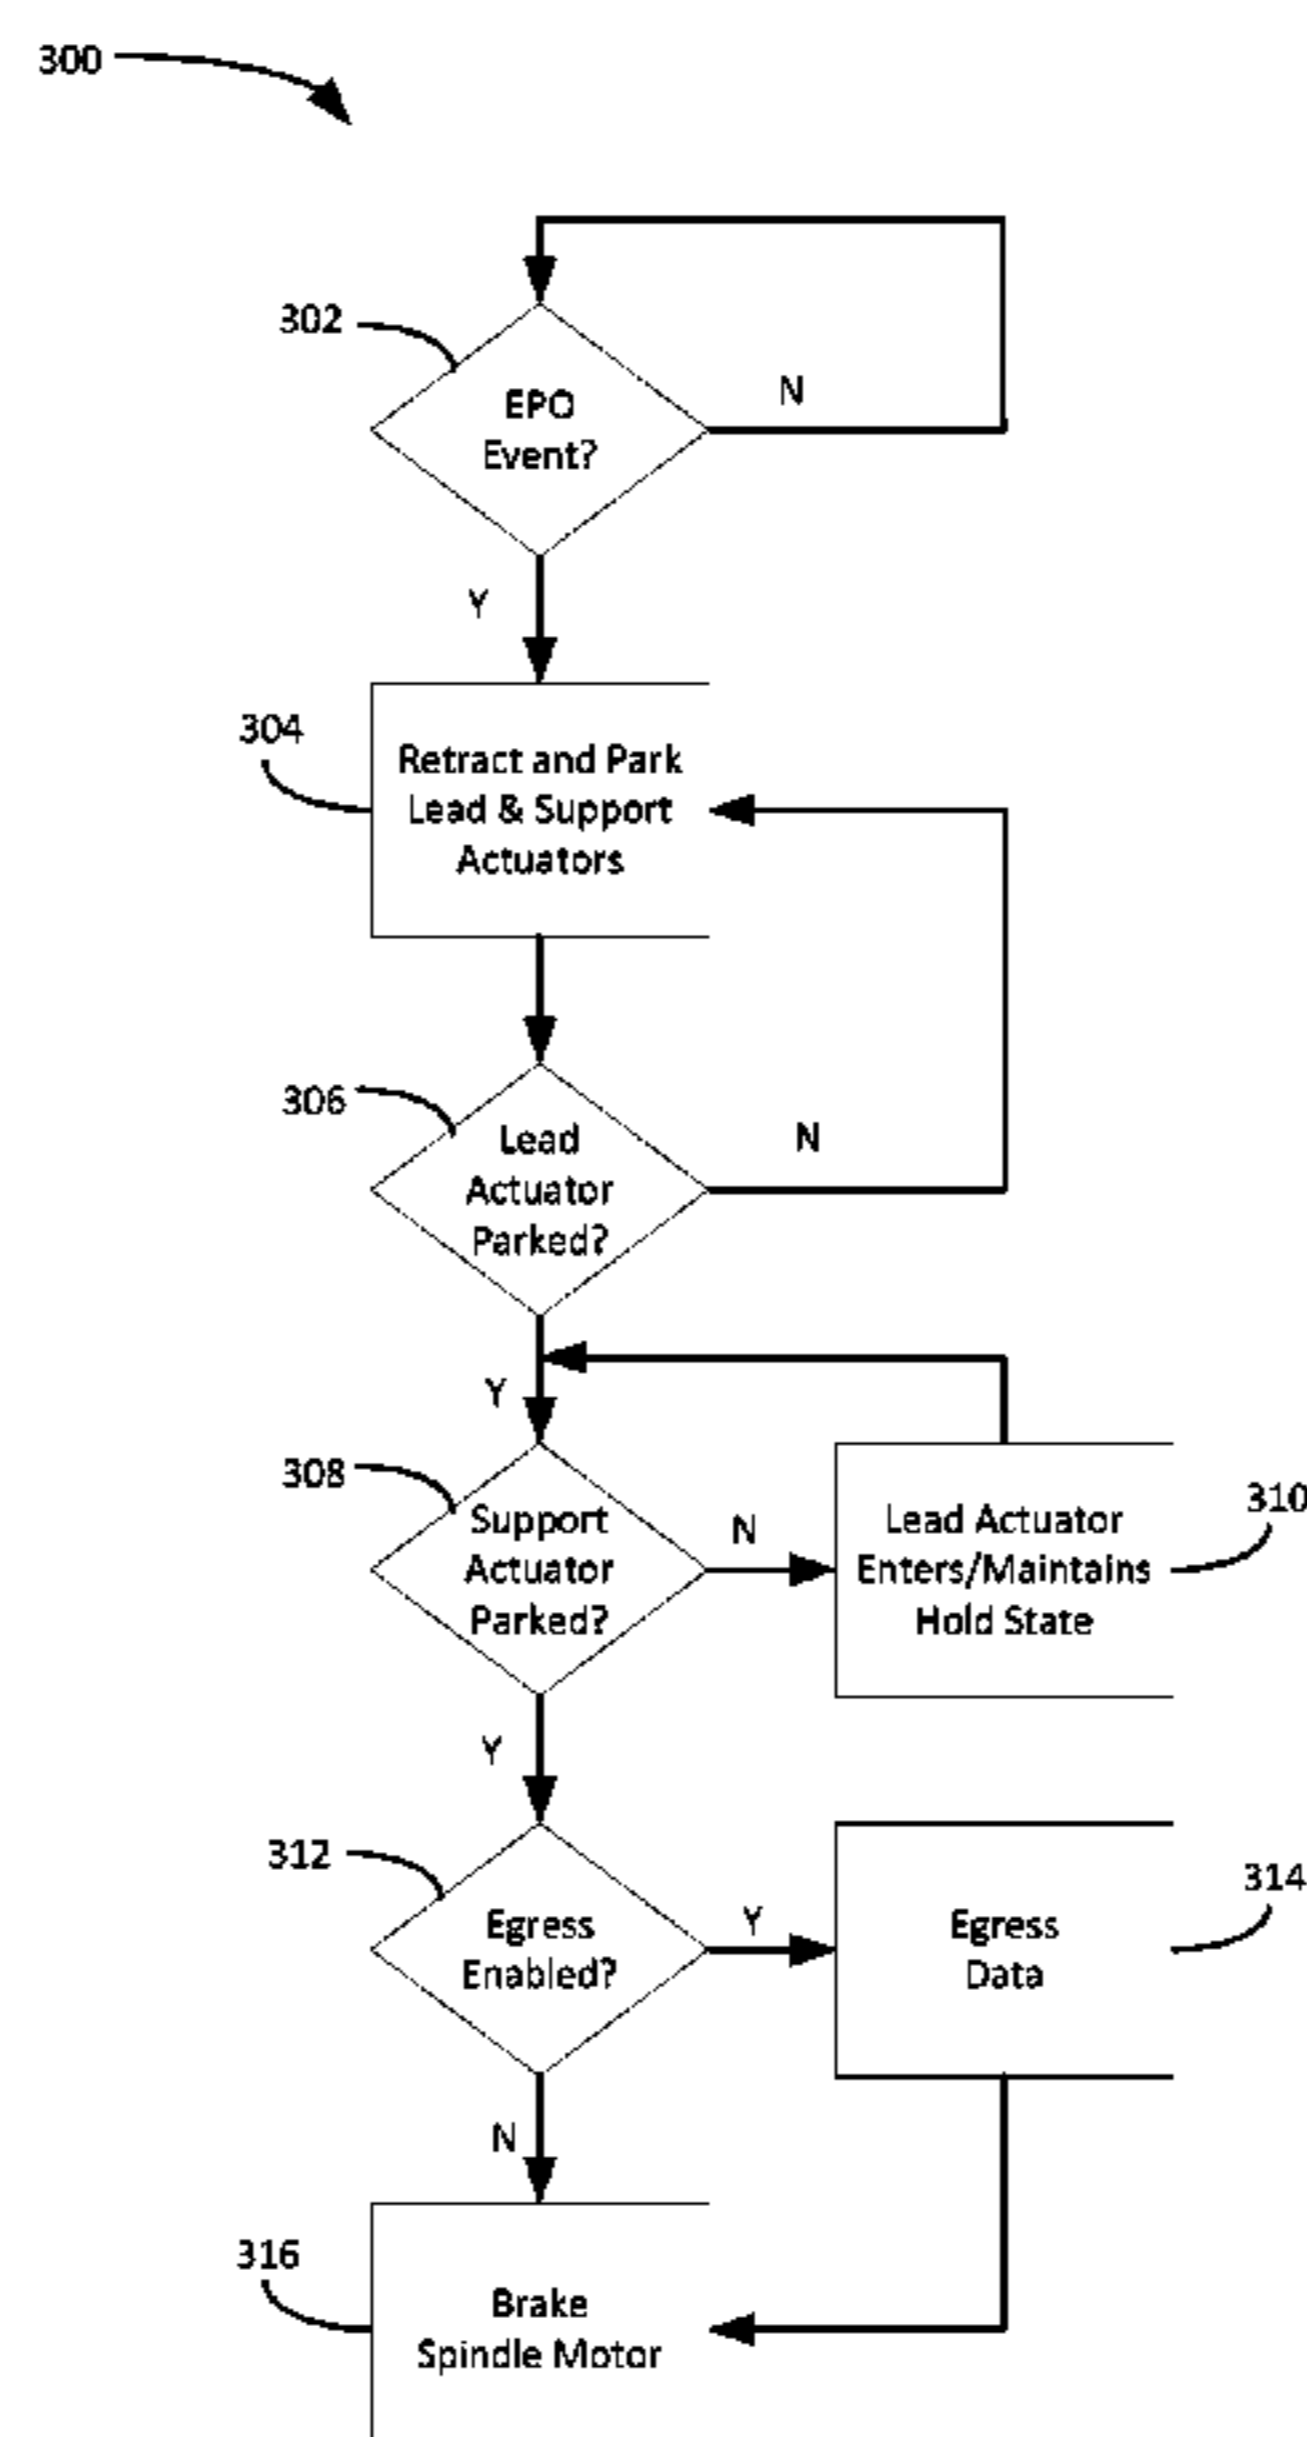 300
302
EPO
Event?
N
Y
304
Retract and Park
Lead & Support
Actuators
306
Lead
Actuator
Parked?
N
Y
308
Support
Actuator
Parked?
N
310
Lead Actuator
Enters/Maintains
Hold State
Y
312
Egress
Enabled?
Y
314
Egress
Data
N
316
Brake
Spindle Motor